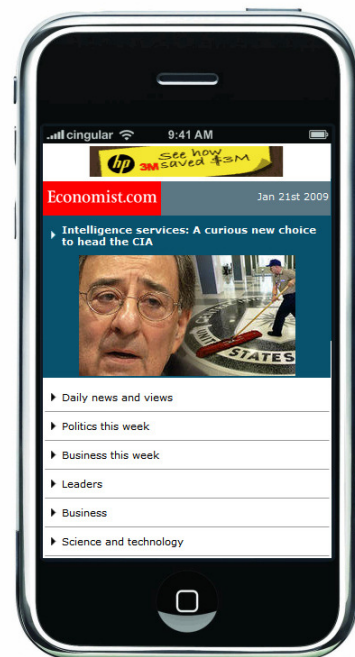 cingular 9:41 AM
hp 3M See how
saved $3M
Economist.com Jan 21st 2009
Intelligence services: A curious new choice
to head the CIA
UNITED STATES
Daily news and views
Politics this week
Business this week
Leaders
Business
Science and technology